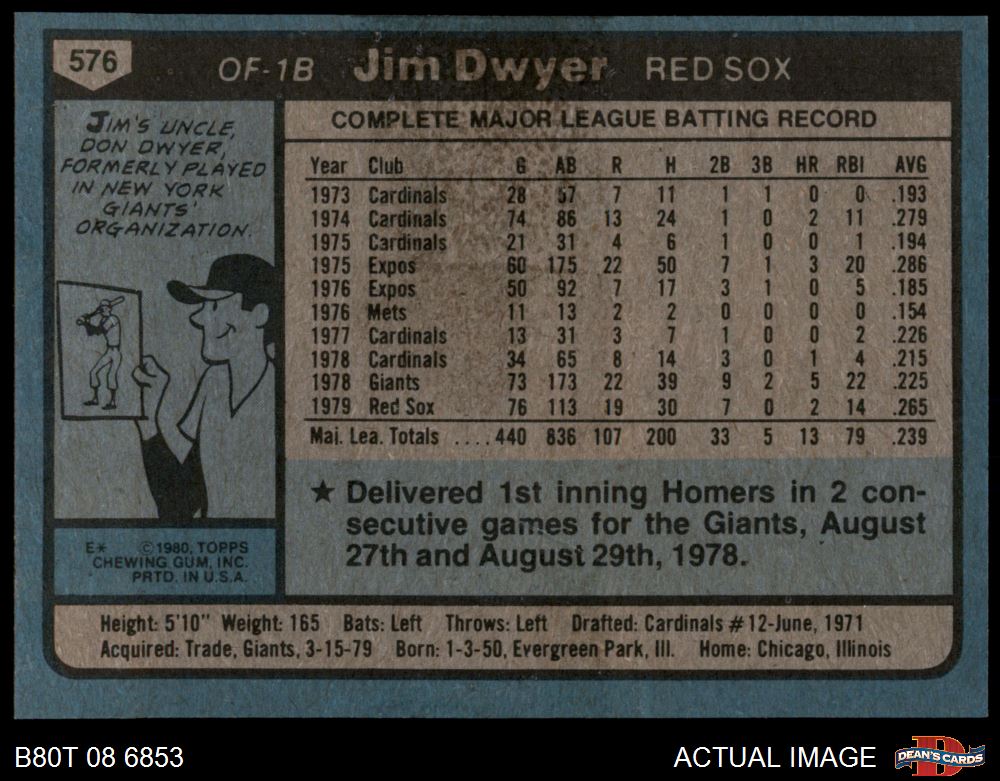 576 OF-1B Jim Dwyer RED SOX
JIM'S UNCLE,
DON DWYER,
FORMERLY PLAYED
IN NEW YORK
GIANTS'
ORGANIZATION.
COMPLETE MAJOR LEAGUE BATTING RECORD
Year Club G AB R H 2B 3B HR RBI AVG
1973 Cardinals 28 57 7 11 1 1 0 0 .193
1974 Cardinals 74 86 13 24 1 0 2 11 .279
1975 Cardinals 21 31 4 6 1 0 0 1 .194
1975 Expos 60 175 22 50 7 1 3 20 .286
1976 Expos 50 92 7 17 3 1 0 5 .185
1976 Mets 11 13 2 2 0 0 0 0 .154
1977 Cardinals 13 31 3 7 1 0 0 2 .226
1978 Cardinals 34 65 8 14 3 0 1 4 .215
1978 Giants 73 173 22 39 9 2 5 22 .225
1979 Red Sox 76 113 19 30 7 0 2 14 .265
Maj. Lea. Totals ....440 836 107 200 33 5 13 79 .239
★ Delivered 1st inning Homers in 2 con-
secutive games for the Giants, August
27th and August 29th, 1978.
E* ©1980, TOPPS
CHEWING GUM, INC.
PRTD. IN U.S.A.
Height: 5'10" Weight: 165 Bats: Left Throws: Left Drafted: Cardinals #12-June, 1971
Acquired: Trade, Giants, 3-15-79 Born: 1-3-50, Evergreen Park, Ill. Home: Chicago, Illinois
B80T 08 6853 ACTUAL IMAGE D DEAN'S CARDS